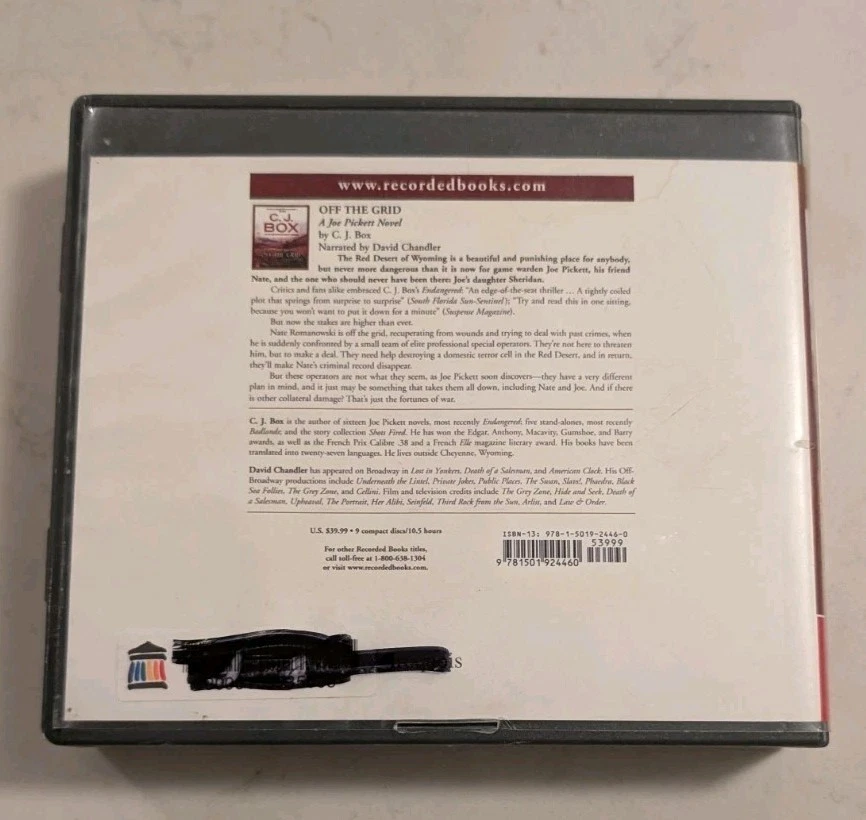 www.recordedbooks.com
C. J.
BOX
OFF THE GRID
A Joe Pickett Novel
by C. J. Box
Narrated by David Chandler
The Red Desert of Wyoming is a beautiful and punishing place for anybody,
but never more dangerous than it is now for game warden Joe Pickett, his friend
Nate, and the one who should never have been there: Joe's daughter Sheridan.
Critics and fans alike embraced C. J. Box's Endangered: "An edge-of-the-seat thriller ... A tightly coiled
plot that springs from surprise to surprise" (South Florida Sun-Sentinel); "Try and read this in one sitting,
because you won't want to put it down for a minute" (Suspense Magazine).
But now the stakes are higher than ever.
Nate Romanowski is off the grid, recuperating from wounds and trying to deal with past crimes, when
he is suddenly confronted by a small team of elite professional special operators. They're not here to threaten
him, but to make a deal. They need help destroying a domestic terror cell in the Red Desert, and in return,
they'll make Nate's criminal record disappear.
But these operators are not what they seem, as Joe Pickett soon discovers—they have a very different
plan in mind, and it just may be something that takes them all down, including Nate and Joe. And if there
is other collateral damage? That's just the fortunes of war.
C. J. Box is the author of sixteen Joe Pickett novels, most recently Endangered; five stand-alones, most recently
Badlands; and the story collection Shots Fired. He has won the Edgar, Anthony, Macavity, Gumshoe, and Barry
awards, as well as the French Prix Calibre .38 and a French Elle magazine literary award. His books have been
translated into twenty-seven languages. He lives outside Cheyenne, Wyoming.
David Chandler has appeared on Broadway in Lost in Yonkers, Death of a Salesman, and American Clock. His Off-
Broadway productions include Underneath the Lintel, Private Jokes, Public Places, The Swan, Slavs!, Phaedra, Black
Sea Follies, The Grey Zone, and Cellini. Film and television credits include The Grey Zone, Hide and Seek, Death of
a Salesman, Upheaval, The Portrait, Her Alibi, Seinfeld, Third Rock from the Sun, Arliss, and Law & Order.
U.S. $39.99 • 9 compact discs/10.5 hours
For other Recorded Books titles,
call toll-free at 1-800-638-1304
or visit www.recordedbooks.com.
ISBN-13: 978-1-5019-2446-0
53999
9 781501 924460